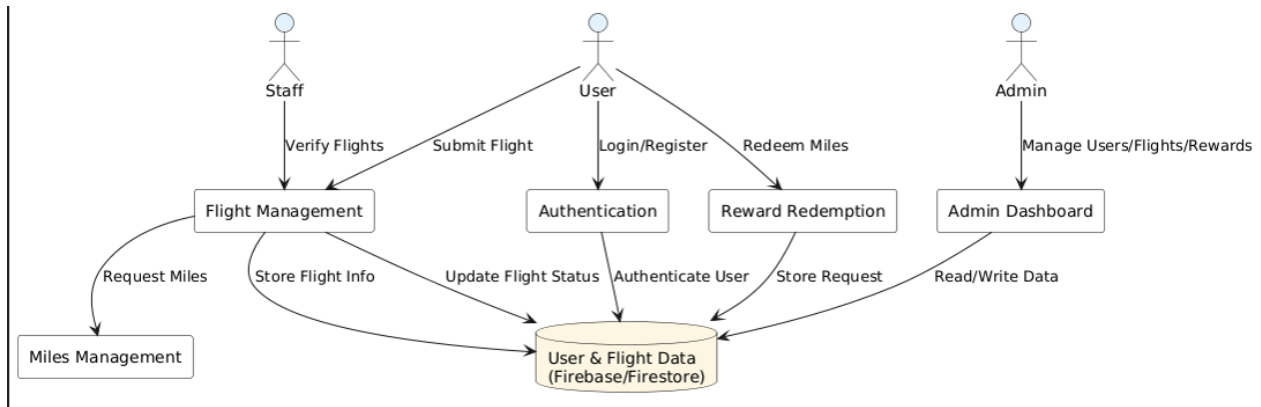 Staff
User
Admin
Verify Flights
Submit Flight
Login/Register
Redeem Miles
Manage Users/Flights/Rewards
Flight Management
Authentication
Reward Redemption
Admin Dashboard
Request Miles
Store Flight Info
Update Flight Status
Authenticate User
Store Request
Read/Write Data
Miles Management
User & Flight Data
(Firebase/Firestore)